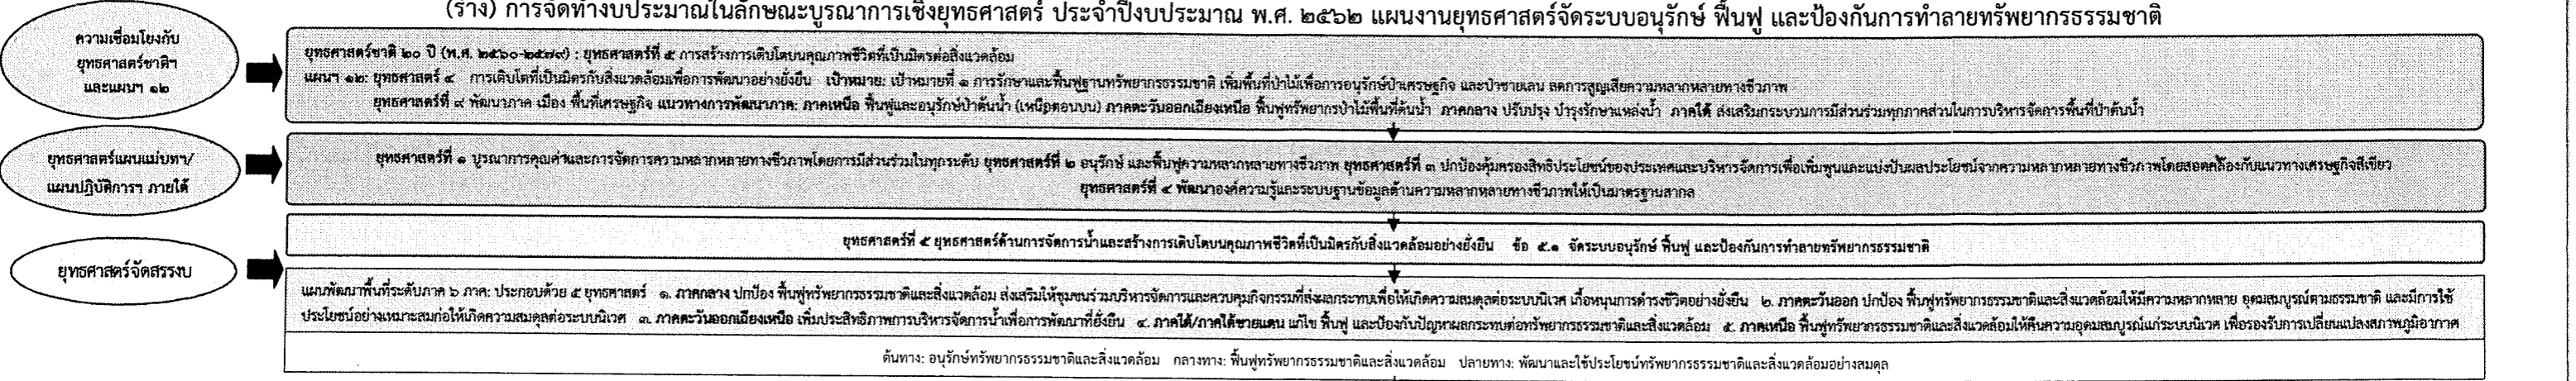 (ร่าง) การจัดทำงบประมาณในลักษณะบูรณาการเชิงยุทธศาสตร์ ประจำปีงบประมาณ พ.ศ. ๒๕๖๒ แผนงานยุทธศาสตร์จัดระบบอนุรักษ์ ฟื้นฟู และป้องกันการทำลายทรัพยากรธรรมชาติ
ความเชื่อมโยงกับ
ยุทธศาสตร์ชาติฯ
และแผนฯ ๑๒
ยุทธศาสตร์ชาติ ๒๐ ปี (พ.ศ. ๒๕๖๐-๒๕๗๙) : ยุทธศาสตร์ที่ ๕ การสร้างการเติบโตบนคุณภาพชีวิตที่เป็นมิตรต่อสิ่งแวดล้อม
แผนฯ ๑๒: ยุทธศาสตร์ ๔ การเติบโตที่เป็นมิตรกับสิ่งแวดล้อมเพื่อการพัฒนาอย่างยั่งยืน เป้าหมาย: เป้าหมายที่ ๑ การรักษาและฟื้นฟูฐานทรัพยากรธรรมชาติ เพิ่มพื้นที่ป่าไม้เพื่อการอนุรักษ์ป่าเศรษฐกิจ และป่าชายเลน ลดการสูญเสียความหลากหลายทางชีวภาพ
ยุทธศาสตร์ที่ ๙ พัฒนาภาค เมือง พื้นที่เศรษฐกิจ แนวทางการพัฒนาภาค: ภาคเหนือ ฟื้นฟูและอนุรักษ์ป่าต้นน้ำ (เหนือตอนบน) ภาคตะวันออกเฉียงเหนือ ฟื้นฟูทรัพยากรป่าไม้พื้นที่ต้นน้ำ ภาคกลาง ปรับปรุง บำรุงรักษาแหล่งน้ำ ภาคใต้ ส่งเสริมกระบวนการมีส่วนร่วมทุกภาคส่วนในการบริหารจัดการพื้นที่ป่าต้นน้ำ
ยุทธศาสตร์แผนแม่บทฯ/
แผนปฏิบัติการฯ ภายใต้
ยุทธศาสตร์ที่ ๑ บูรณาการคุณค่าและการจัดการความหลากหลายทางชีวภาพโดยการมีส่วนร่วมในทุกระดับ ยุทธศาสตร์ที่ ๒ อนุรักษ์ และฟื้นฟูความหลากหลายทางชีวภาพ ยุทธศาสตร์ที่ ๓ ปกป้องคุ้มครองสิทธิประโยชน์ของประเทศและบริหารจัดการเพื่อเพิ่มพูนและแบ่งปันผลประโยชน์จากความหลากหลายทางชีวภาพโดยสอดคล้องกับแนวทางเศรษฐกิจสีเขียว
ยุทธศาสตร์ที่ ๔ พัฒนาองค์ความรู้และระบบฐานข้อมูลด้านความหลากหลายทางชีวภาพให้เป็นมาตรฐานสากล
ยุทธศาสตร์จัดสรรงบ
ยุทธศาสตร์ที่ ๕ ยุทธศาสตร์ด้านการจัดการน้ำและสร้างการเติบโตบนคุณภาพชีวิตที่เป็นมิตรกับสิ่งแวดล้อมอย่างยั่งยืน ข้อ ๕.๑ จัดระบบอนุรักษ์ ฟื้นฟู และป้องกันการทำลายทรัพยากรธรรมชาติ
แผนพัฒนาพื้นที่ระดับภาค ๖ ภาค: ประกอบด้วย ๕ ยุทธศาสตร์ ๑. ภาคกลาง ปกป้อง ฟื้นฟูทรัพยากรธรรมชาติและสิ่งแวดล้อม ส่งเสริมให้ชุมชนร่วมบริหารจัดการและควบคุมกิจกรรมที่ส่งผลกระทบเพื่อให้เกิดความสมดุลต่อระบบนิเวศ เกื้อหนุนการดำรงชีวิตอย่างยั่งยืน ๒. ภาคตะวันออก ปกป้อง ฟื้นฟูทรัพยากรธรรมชาติและสิ่งแวดล้อมให้มีความหลากหลาย อุดมสมบูรณ์ตามธรรมชาติ และมีการใช้
ประโยชน์อย่างเหมาะสมก่อให้เกิดความสมดุลต่อระบบนิเวศ ๓. ภาคตะวันออกเฉียงเหนือ เพิ่มประสิทธิภาพการบริหารจัดการน้ำเพื่อการพัฒนาที่ยั่งยืน ๔. ภาคใต้/ภาคใต้ชายแดน แก้ไข ฟื้นฟู และป้องกันปัญหาผลกระทบต่อทรัพยากรธรรมชาติและสิ่งแวดล้อม ๕. ภาคเหนือ ฟื้นฟูทรัพยากรธรรมชาติและสิ่งแวดล้อมให้คืนความอุดมสมบูรณ์แก่ระบบนิเวศ เพื่อรองรับการเปลี่ยนแปลงสภาพภูมิอากาศ
ต้นทาง: อนุรักษ์ทรัพยากรธรรมชาติและสิ่งแวดล้อม กลางทาง: ฟื้นฟูทรัพยากรธรรมชาติและสิ่งแวดล้อม ปลายทาง: พัฒนาและใช้ประโยชน์ทรัพยากรธรรมชาติและสิ่งแวดล้อมอย่างสมดุล